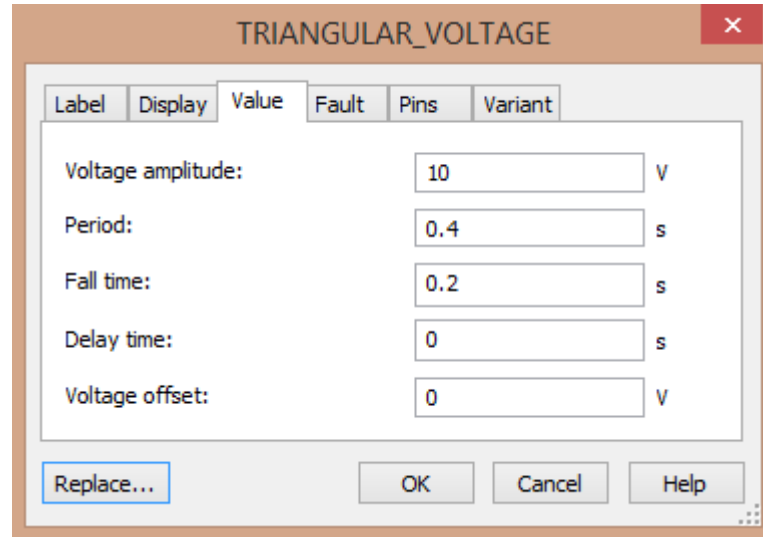 TRIANGULAR_VOLTAGE
Label Display Value Fault Pins Variant
Voltage amplitude: 10 V
Period: 0.4 s
Fall time: 0.2 s
Delay time: 0 s
Voltage offset: 0 V
Replace... OK Cancel Help